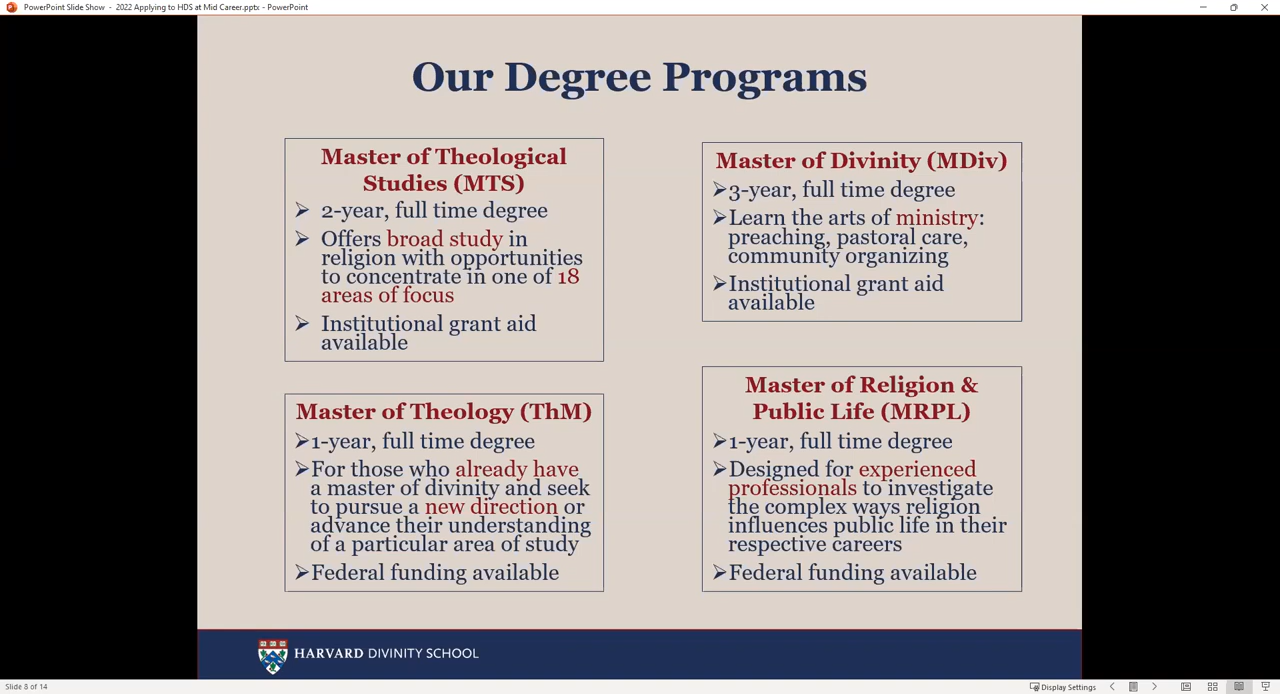 PowerPoint Slide Show - 2022 Applying to HDS at Mid Career.pptx - PowerPoint
Our Degree Programs
Master of Theological
Studies (MTS)
2-year, full time degree
Offers broad study in
religion with opportunities
to concentrate in one of 18
areas of focus
Institutional grant aid
available
Master of Divinity (MDiv)
3-year, full time degree
Learn the arts of ministry:
preaching, pastoral care,
community organizing
Institutional grant aid
available
Master of Theology (ThM)
1-year, full time degree
For those who already have
a master of divinity and seek
to pursue a new direction or
advance their understanding
of a particular area of study
Federal funding available
Master of Religion &
Public Life (MRPL)
1-year, full time degree
Designed for experienced
professionals to investigate
the complex ways religion
influences public life in their
respective careers
Federal funding available
HARVARD DIVINITY SCHOOL
Slide 8 of 14
Display Settings